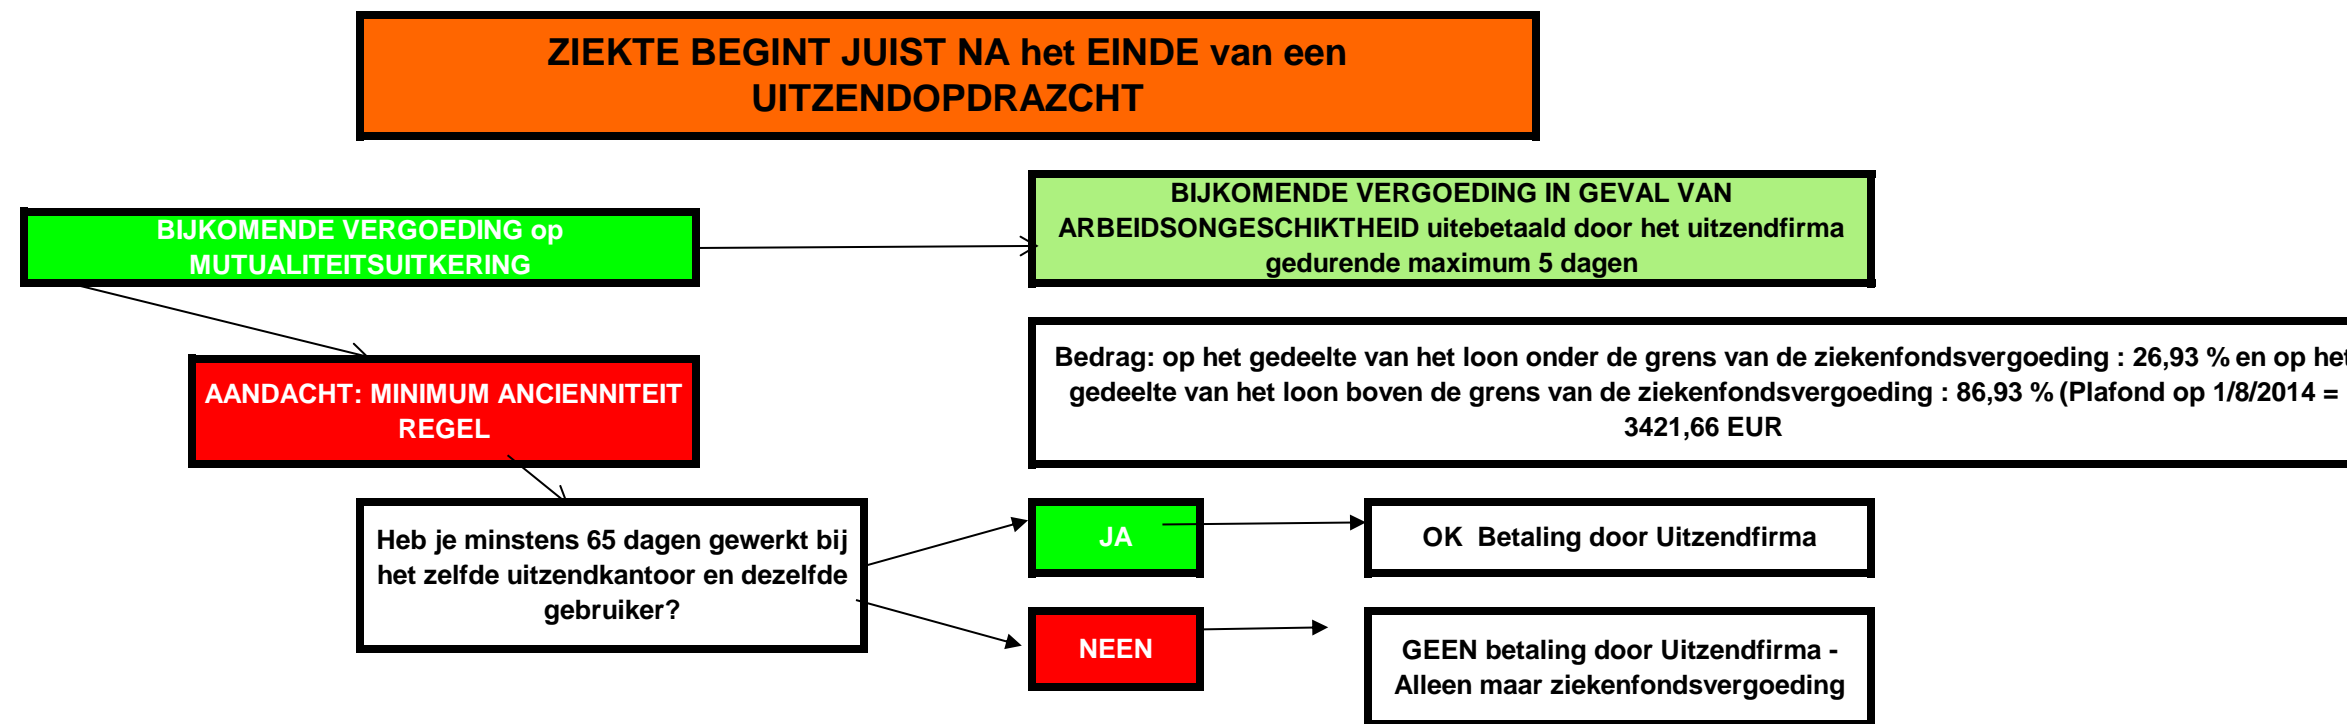 ZIEKTE BEGINT JUIST NA het EINDE van een
UITZENDOPDRAZCHT
BIJKOMENDE VERGOEDING op
MUTUALITEITSUITKERING
BIJKOMENDE VERGOEDING IN GEVAL VAN
ARBEIDSONGESCHIKTHEID uitebetaald door het uitzendfirma
gedurende maximum 5 dagen
Bedrag: op het gedeelte van het loon onder de grens van de ziekenfondsvergoeding : 26,93 % en op het
gedeelte van het loon boven de grens van de ziekenfondsvergoeding : 86,93 % (Plafond op 1/8/2014 =
3421,66 EUR
AANDACHT: MINIMUM ANCIENNITEIT
REGEL
Heb je minstens 65 dagen gewerkt bij
het zelfde uitzendkantoor en dezelfde
gebruiker?
JA
OK  Betaling door Uitzendfirma
NEEN
GEEN betaling door Uitzendfirma -
Alleen maar ziekenfondsvergoeding